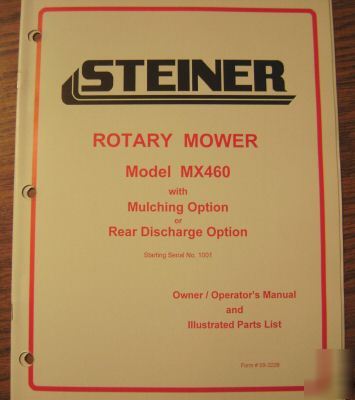 STEINER
ROTARY MOWER
Model MX460
with
Mulching Option
or
Rear Discharge Option
Starting Serial No. 1001
Owner / Operator's Manual
and
Illustrated Parts List
Form #